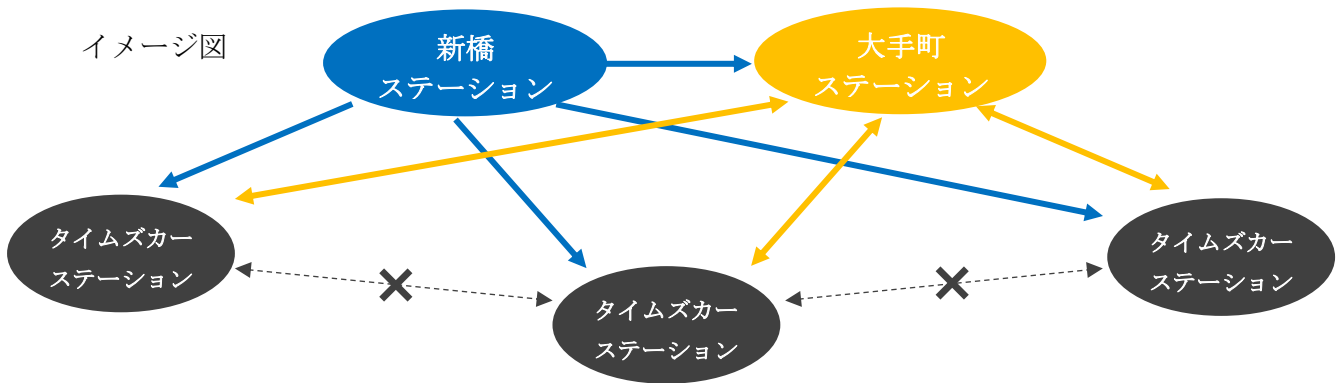 イメージ図
新橋
ステーション
大手町
ステーション
タイムズカー
ステーション
タイムズカー
ステーション
タイムズカー
ステーション